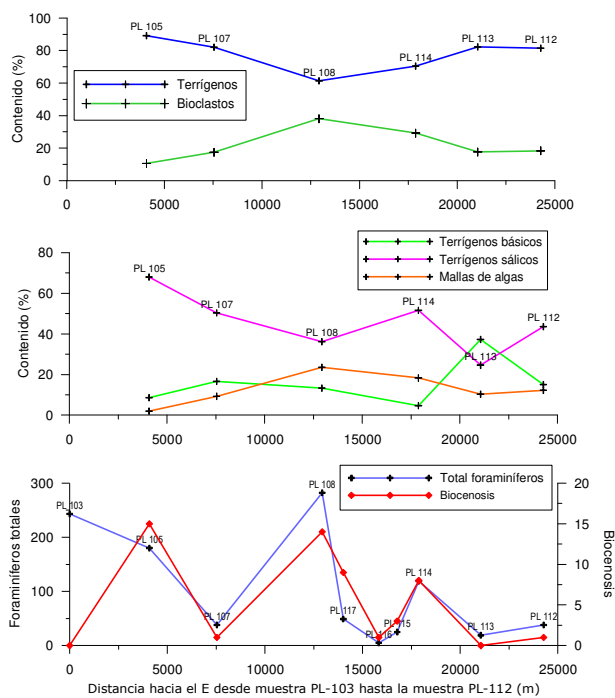 100
80
60
40
20
0
Contenido (%)
PL 105
PL 107
PL 108
PL 114
PL 113
PL 112
Terrígenos
Bioclastos
0 5000 10000 15000 20000 25000
80
60
40
20
0
Contenido (%)
Terrígenos básicos
Terrígenos sálicos
Mallas de algas
PL 105
PL 107
PL 108
PL 114
PL 113
PL 112
0 5000 10000 15000 20000 25000
300
200
100
0
Foraminíferos totales
Total foraminíferos
Biocenosis
PL 103
PL 105
PL 107
PL 108
PL 117
PL 116
PL 115
PL 114
PL 113
PL 112
20
15
10
5
0
Biocenosis
0 5000 10000 15000 20000 25000
Distancia hacia el E desde muestra PL-103 hasta la muestra PL-112 (m)